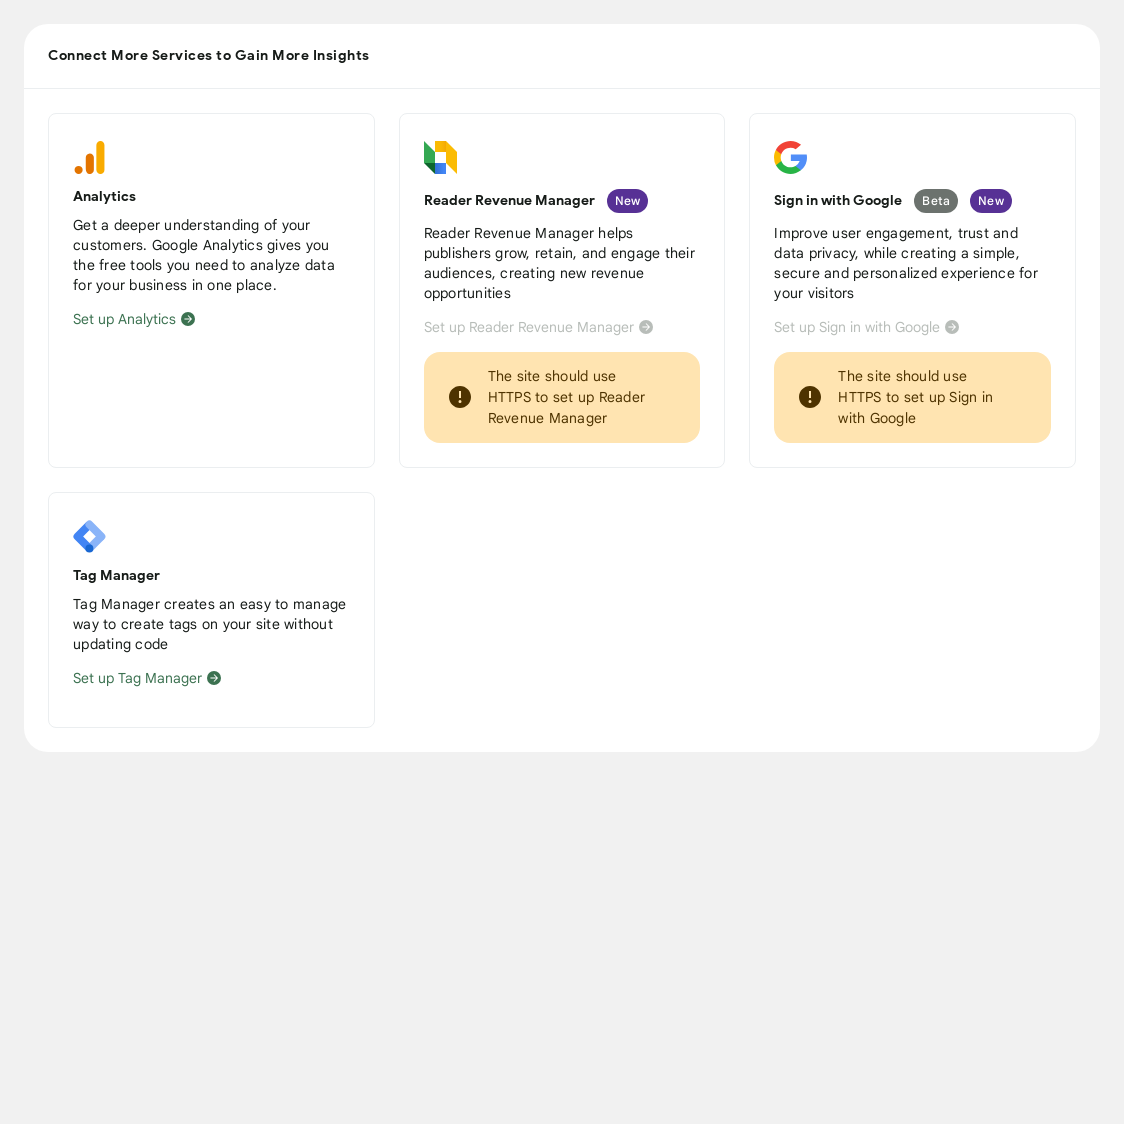 Connect More Services to Gain More Insights
Analytics
Get a deeper understanding of your
customers. Google Analytics gives you
the free tools you need to analyze data
for your business in one place.
Set up Analytics
Reader Revenue Manager New
Reader Revenue Manager helps
publishers grow, retain, and engage their
audiences, creating new revenue
opportunities
Set up Reader Revenue Manager
The site should use
HTTPS to set up Reader
Revenue Manager
Sign in with Google Beta New
Improve user engagement, trust and
data privacy, while creating a simple,
secure and personalized experience for
your visitors
Set up Sign in with Google
The site should use
HTTPS to set up Sign in
with Google
Tag Manager
Tag Manager creates an easy to manage
way to create tags on your site without
updating code
Set up Tag Manager